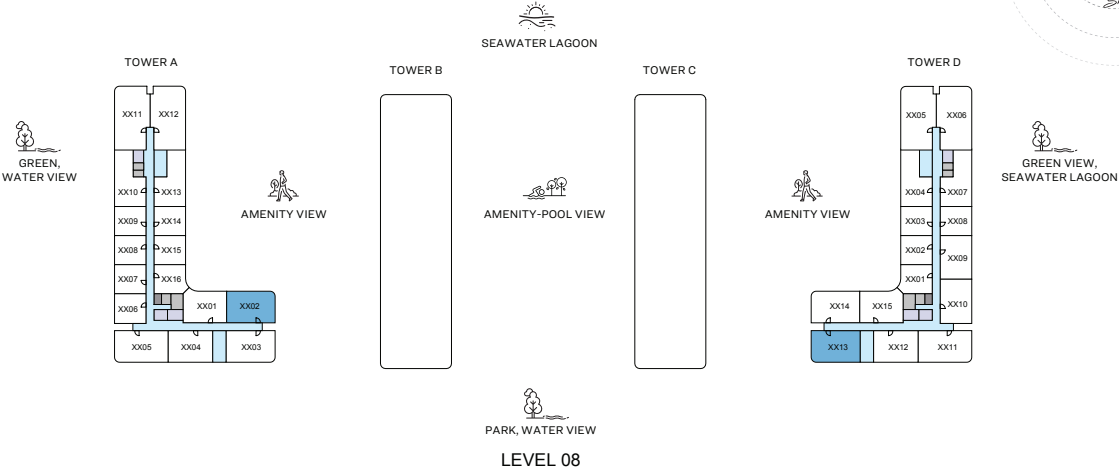 SEAWATER LAGOON
TOWER A
TOWER B
TOWER C
TOWER D
XX11
XX12
XX05
XX06
GREEN,
WATER VIEW
GREEN VIEW,
SEAWATER LAGOON
XX10
XX13
XX04
XX07
AMENITY VIEW
AMENITY-POOL VIEW
AMENITY VIEW
XX09
XX14
XX03
XX08
XX08
XX15
XX02
XX09
XX07
XX16
XX01
XX06
XX01
XX02
XX14
XX15
XX10
XX05
XX04
XX03
XX13
XX12
XX11
PARK, WATER VIEW
LEVEL 08